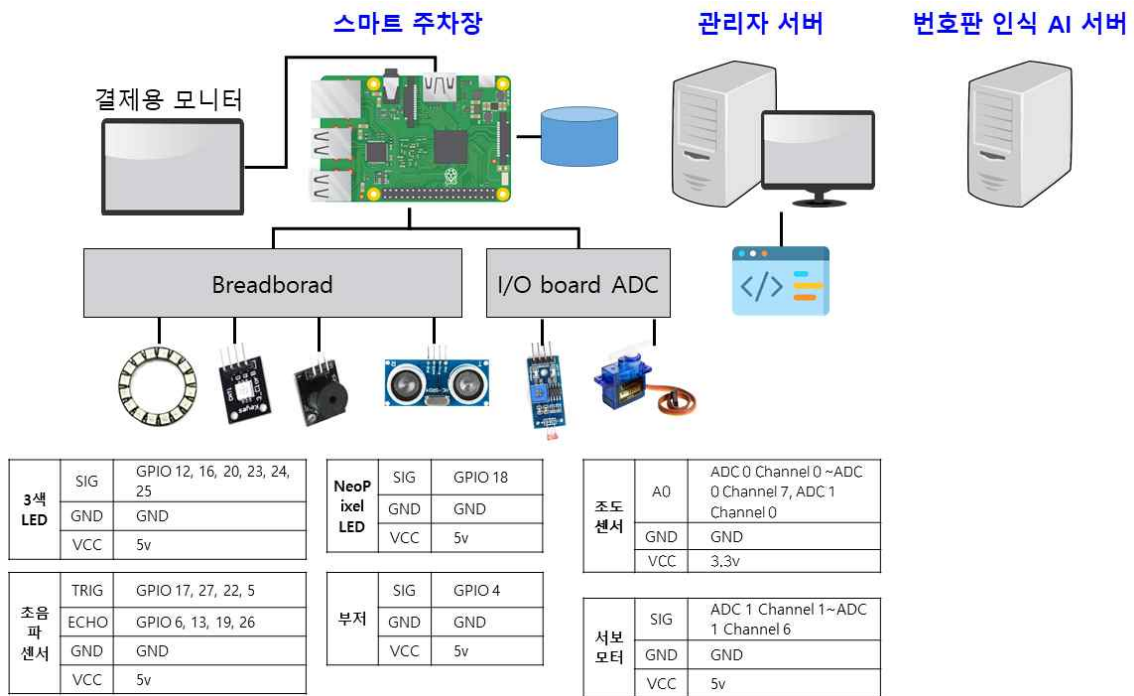 스마트 주차장
관리자 서버
번호판 인식 AI 서버
결제용 모니터
Breadborad
I/O board ADC
</>
3색
LED
SIG
GPIO 12, 16, 20, 23, 24,
25
GND
GND
VCC
5v
NeoP
ixel
LED
SIG
GPIO 18
GND
GND
VCC
5v
조도
센서
A0
ADC 0 Channel 0 ~ADC
0 Channel 7, ADC 1
Channel 0
GND
GND
VCC
3.3v
초음
파
센서
TRIG
GPIO 17, 27, 22, 5
ECHO
GPIO 6, 13, 19, 26
GND
GND
VCC
5v
부저
SIG
GPIO 4
GND
GND
VCC
5v
서보
모터
SIG
ADC 1 Channel 1~ADC
1 Channel 6
GND
GND
VCC
5v